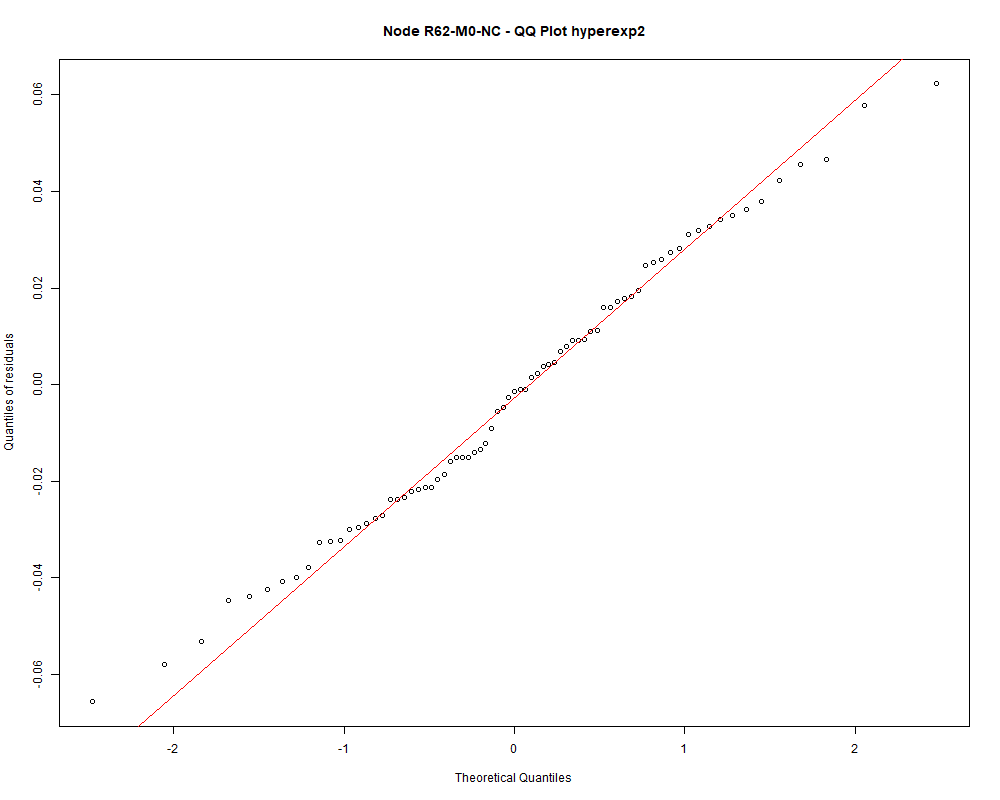 Node R62-M0-NC - QQ Plot hyperexp2
Quantiles of residuals
0.06
0.04
0.02
0.00
-0.02
-0.04
-0.06
-2 -1 0 1 2
Theoretical Quantiles